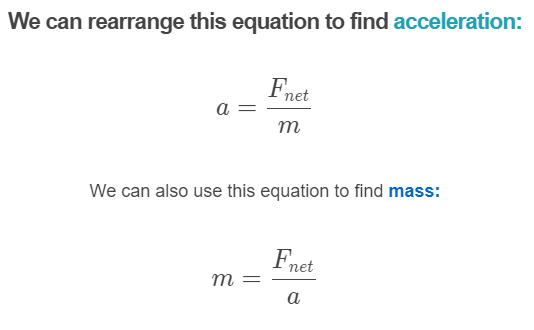 We can rearrange this equation to find acceleration:
a = F_net / m
We can also use this equation to find mass:
m = F_net / a